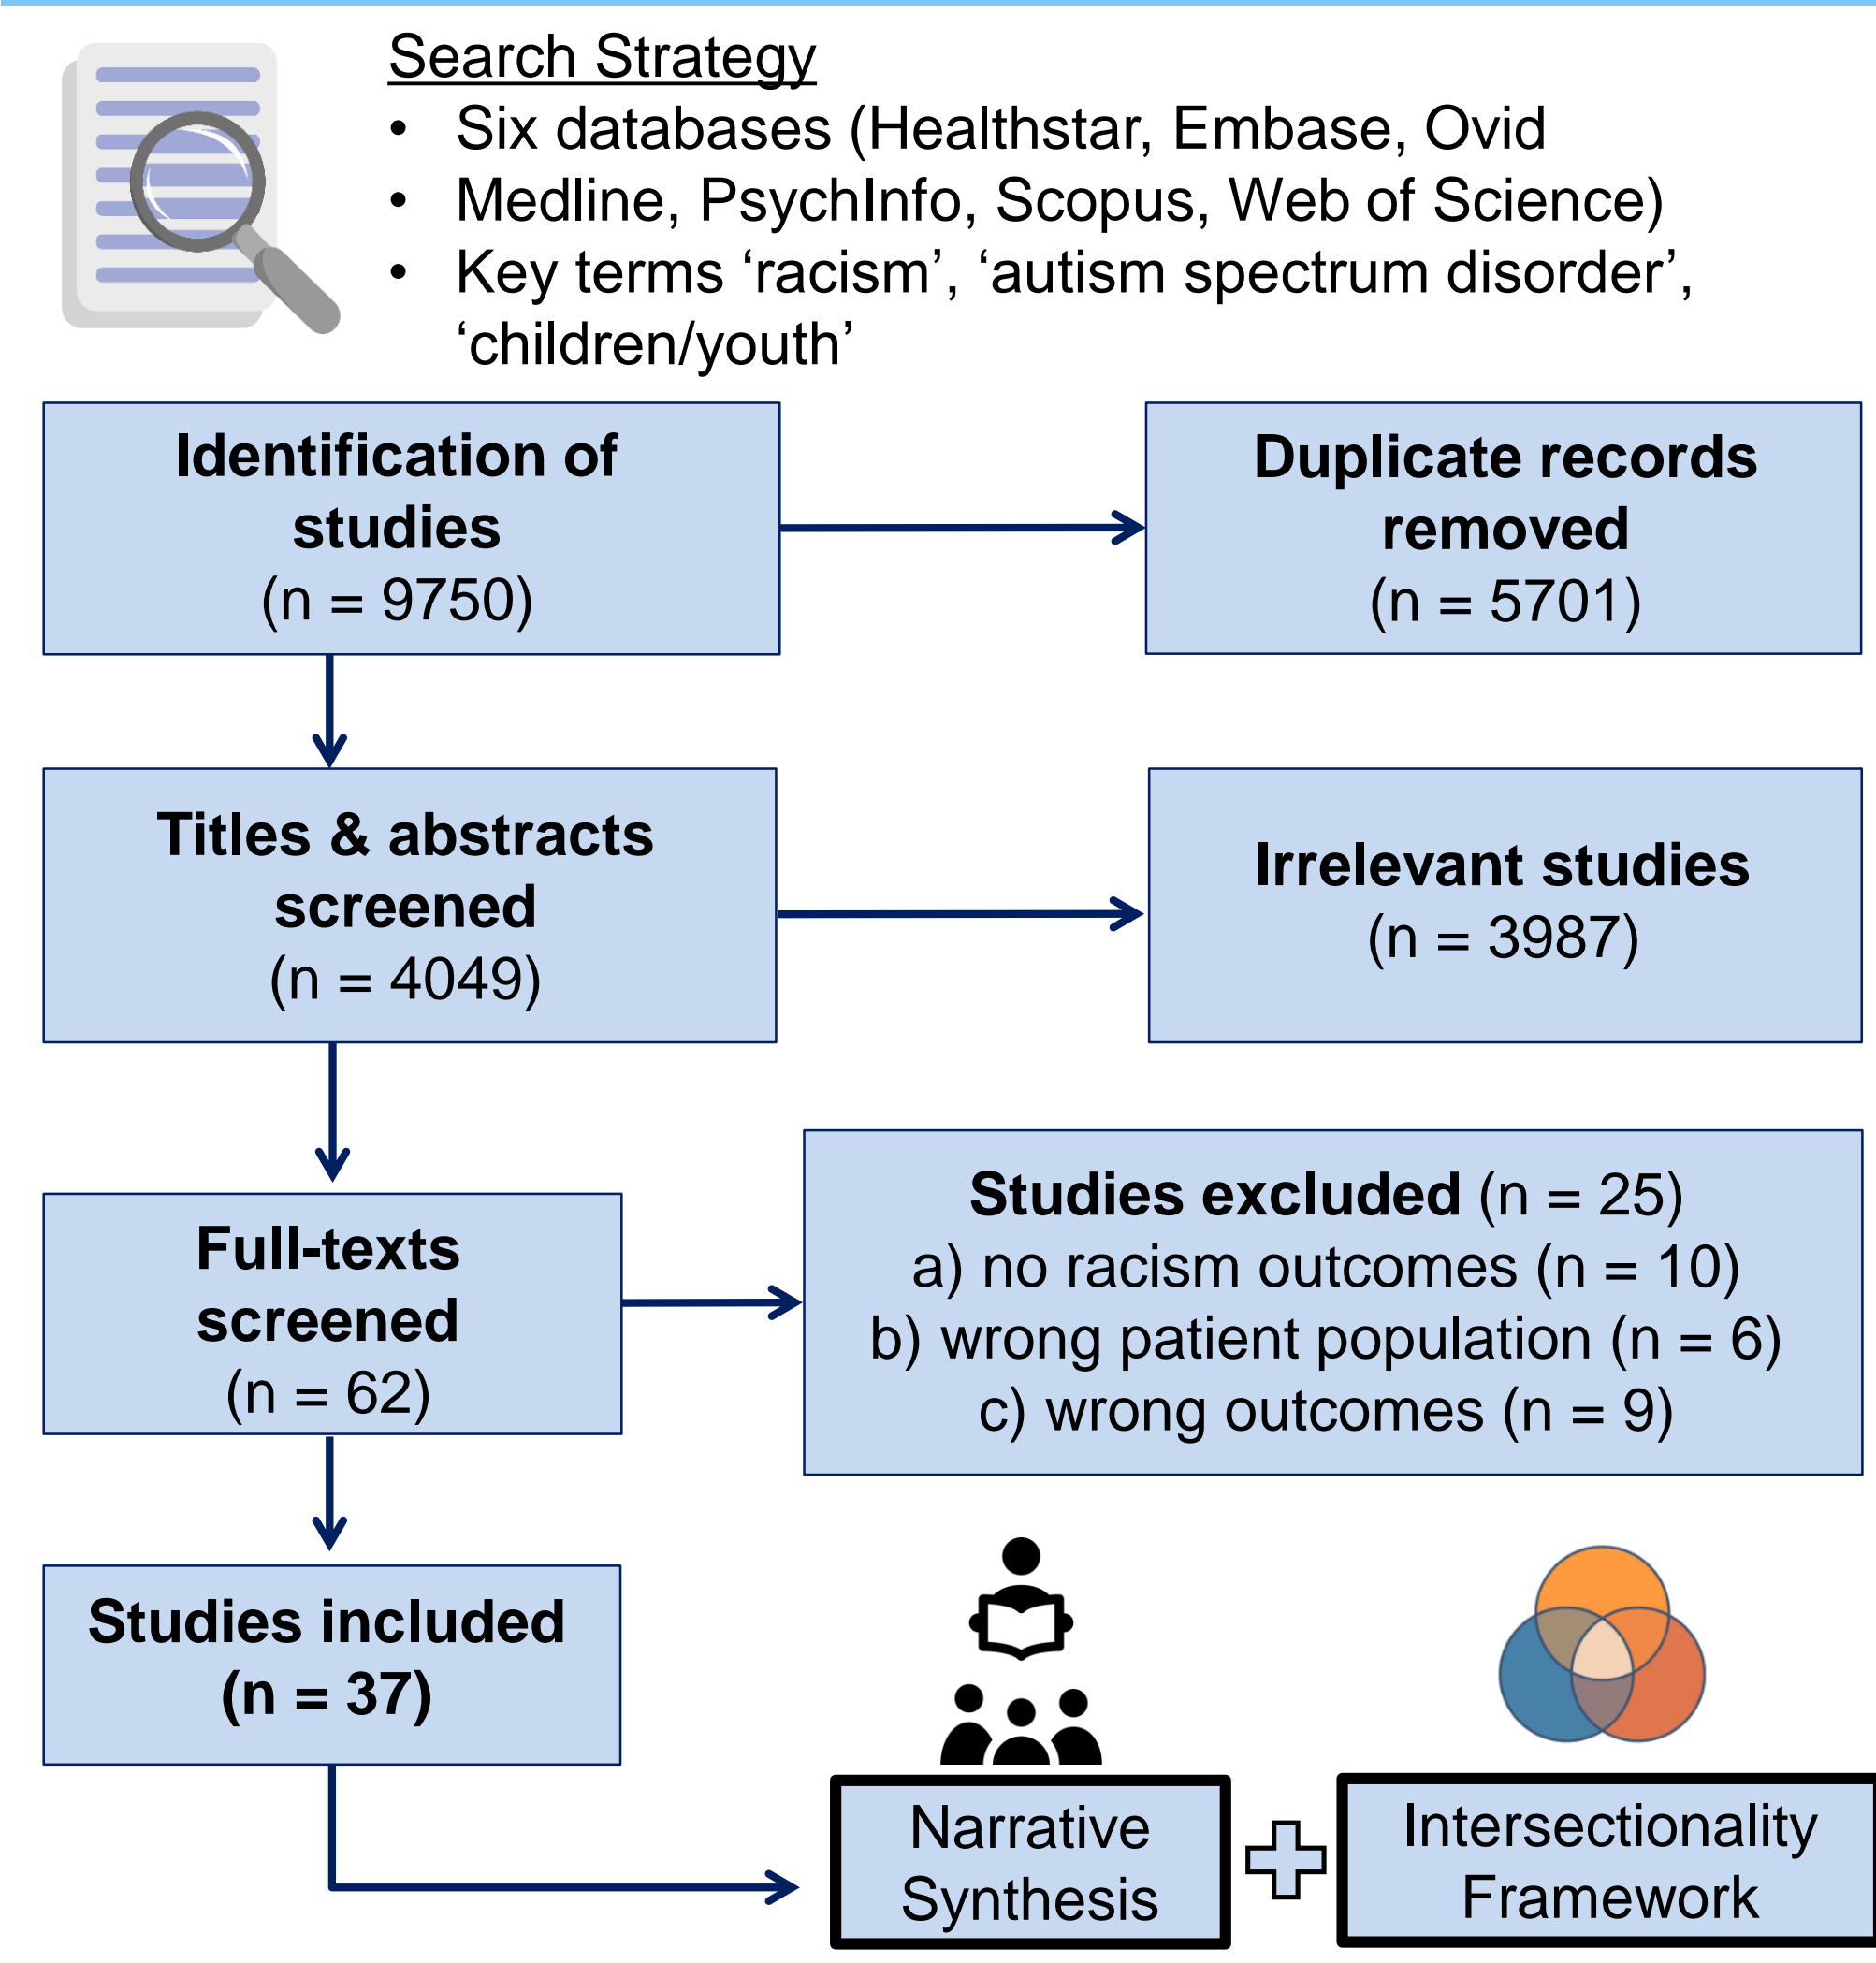 Search Strategy
• Six databases (Healthstar, Embase, Ovid
• Medline, PsychInfo, Scopus, Web of Science)
• Key terms ‘racism’, ‘autism spectrum disorder’,
‘children/youth’
Identification of
studies
(n = 9750)
Duplicate records
removed
(n = 5701)
Titles & abstracts
screened
(n = 4049)
Irrelevant studies
(n = 3987)
Full-texts
screened
(n = 62)
Studies excluded (n = 25)
a) no racism outcomes (n = 10)
b) wrong patient population (n = 6)
c) wrong outcomes (n = 9)
Studies included
(n = 37)
Narrative
Synthesis
Intersectionality
Framework